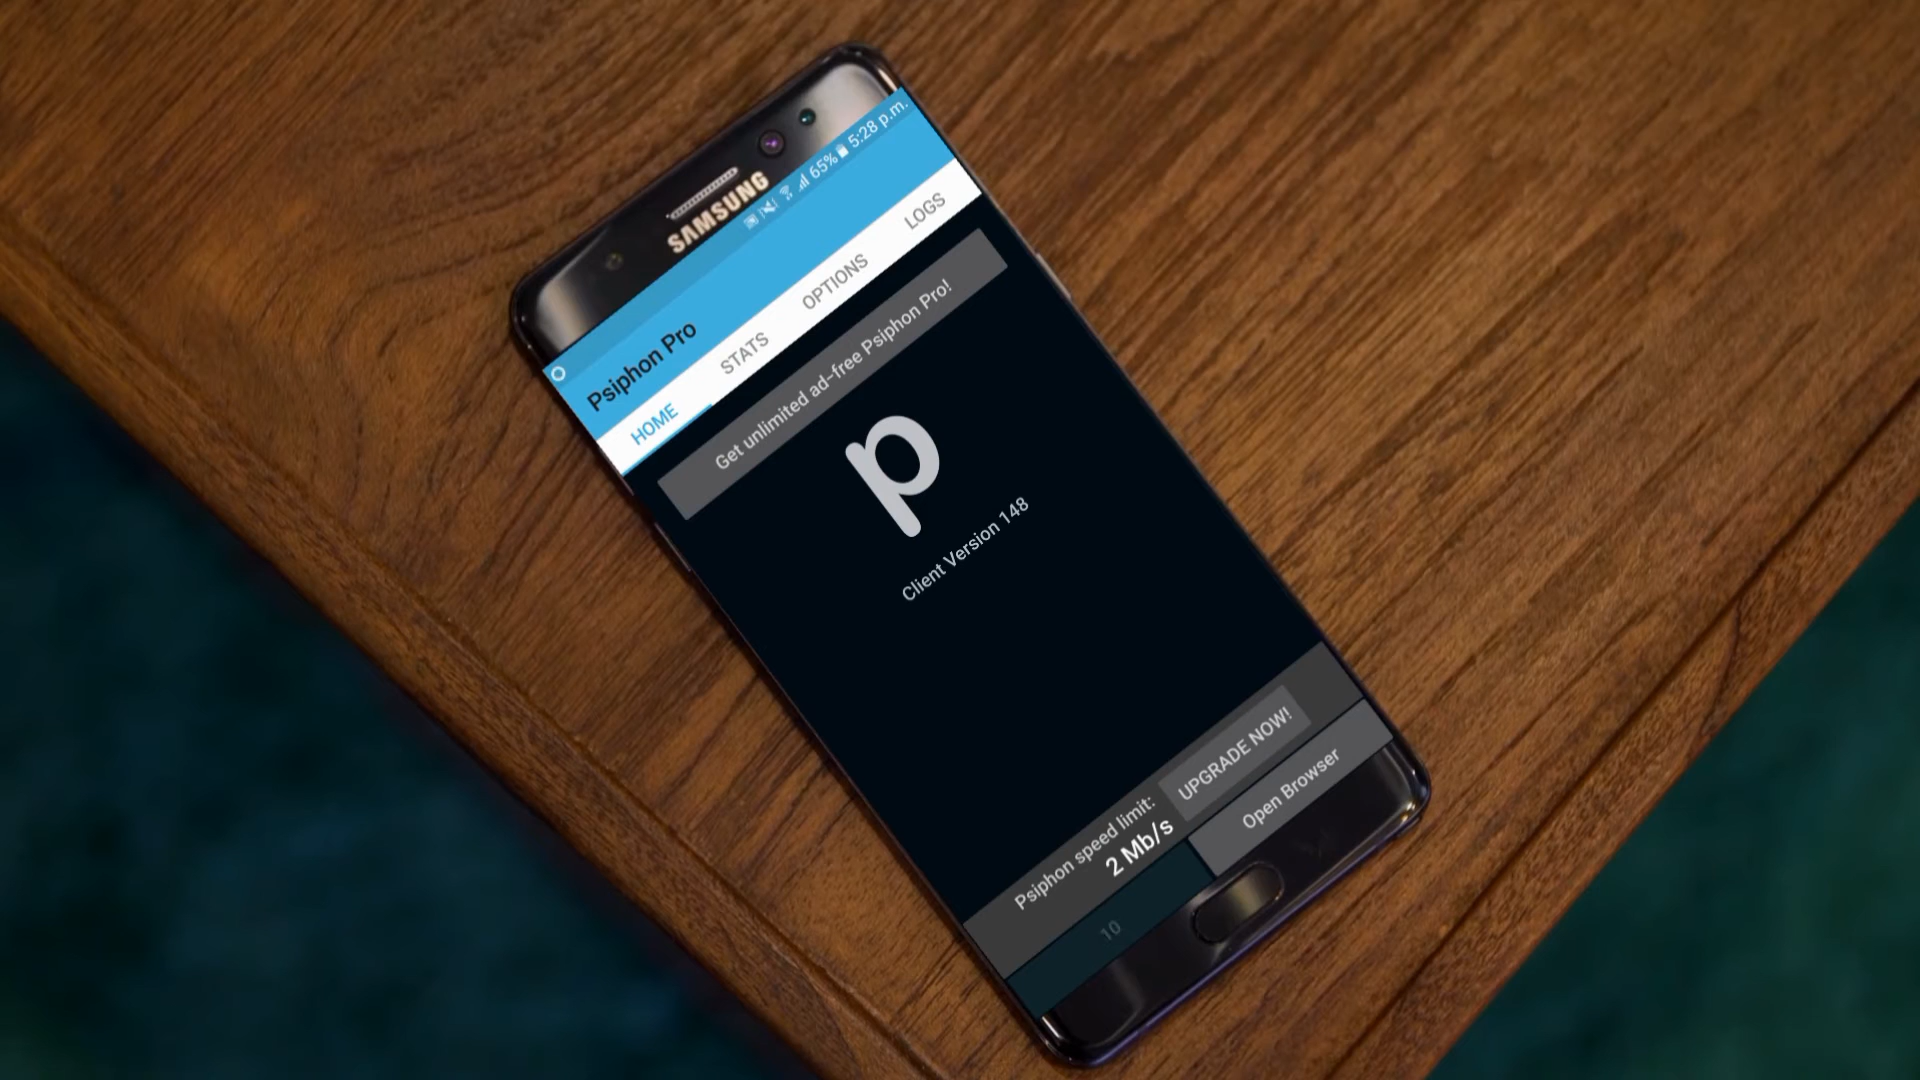 SAMSUNG
65% 5:28 p.m.
Psiphon Pro
HOME STATS OPTIONS LOGS
Get unlimited ad-free Psiphon Pro!
p
Client Version 148
Psiphon speed limit:
2 Mb/s
UPGRADE NOW!
10
Open Browser